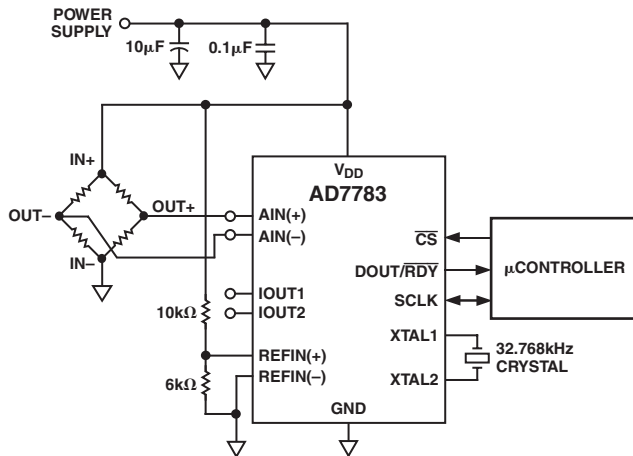 POWER
SUPPLY
10µF
0.1µF
IN+
VDD
AD7783
OUT–
OUT+
AIN(+)
AIN(–)
CS
IN–
DOUT/RDY
µCONTROLLER
IOUT1
SCLK
10kΩ
IOUT2
XTAL1
32.768kHz
CRYSTAL
REFIN(+)
REFIN(–)
XTAL2
6kΩ
GND